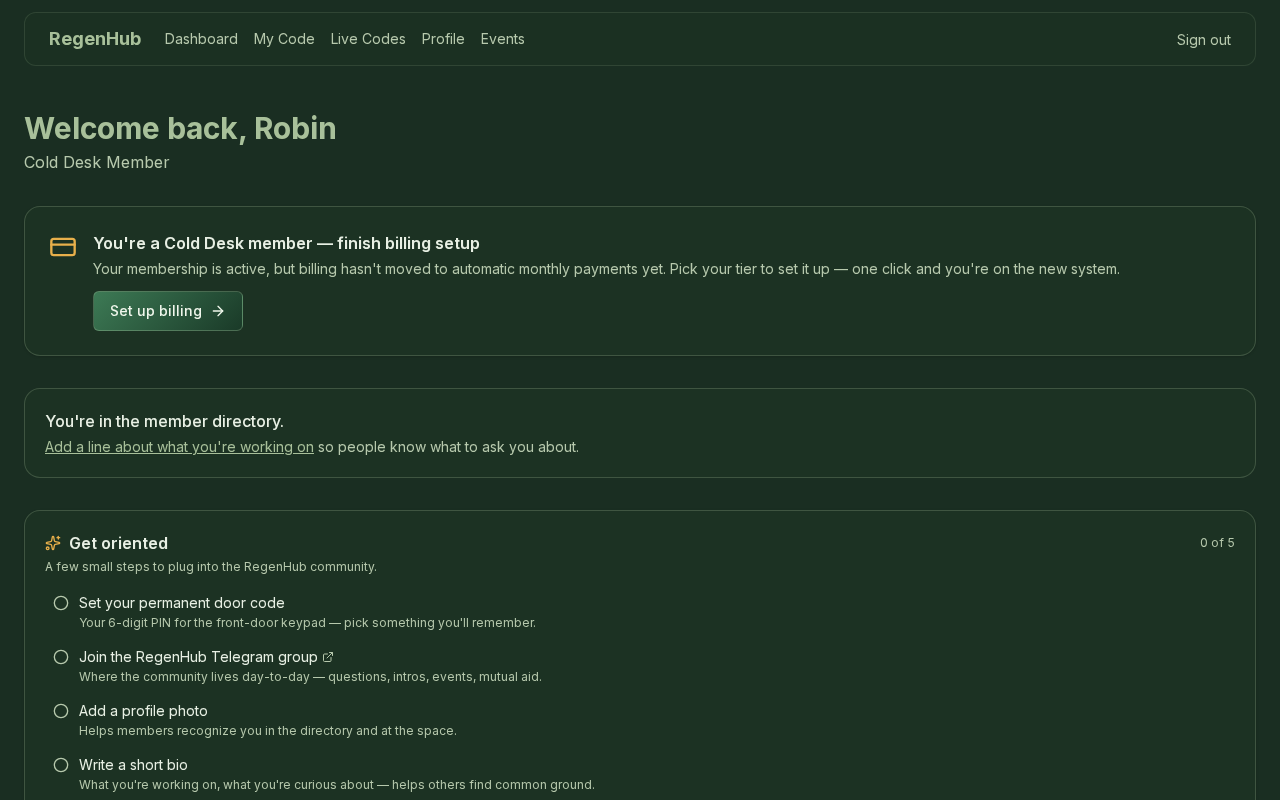 RegenHub Dashboard My Code Live Codes Profile Events Sign out
Welcome back, Robin
Cold Desk Member
You're a Cold Desk member — finish billing setup
Your membership is active, but billing hasn't moved to automatic monthly payments yet. Pick your tier to set it up — one click and you're on the new system.
Set up billing
You're in the member directory.
Add a line about what you're working on so people know what to ask you about.
Get oriented 0 of 5
A few small steps to plug into the RegenHub community.
Set your permanent door code
Your 6-digit PIN for the front-door keypad — pick something you'll remember.
Join the RegenHub Telegram group
Where the community lives day-to-day — questions, intros, events, mutual aid.
Add a profile photo
Helps members recognize you in the directory and at the space.
Write a short bio
What you're working on, what you're curious about — helps others find common ground.